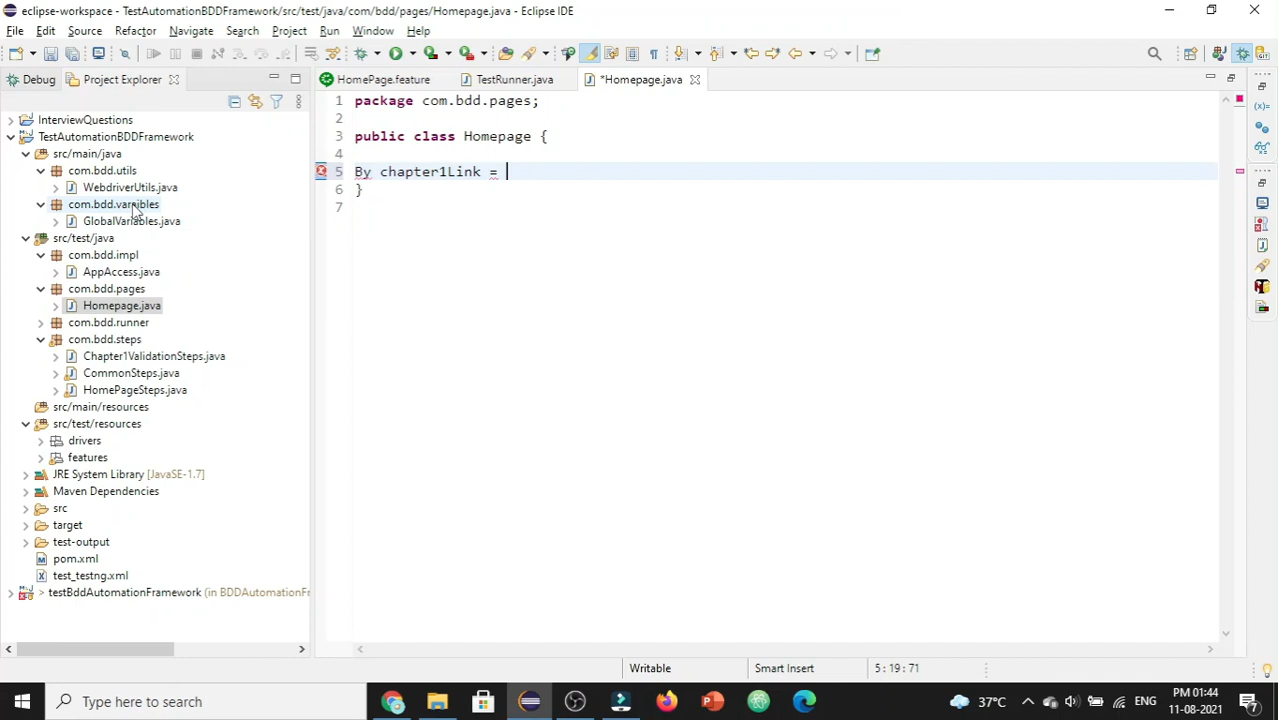 eclipse-workspace - TestAutomationBDDFramework/src/test/java/com/bdd/pages/Homepage.java - Eclipse IDE
File Edit Source Refactor Navigate Search Project Run Window Help
Debug Project Explorer HomePage.feature TestRunner.java *Homepage.java
InterviewQuestions
TestAutomationBDDFramework
src/main/java
com.bdd.utils
WebdriverUtils.java
com.bdd.varibles
GlobalVariables.java
src/test/java
com.bdd.impl
AppAccess.java
com.bdd.pages
Homepage.java
com.bdd.runner
com.bdd.steps
Chapter1ValidationSteps.java
CommonSteps.java
HomePageSteps.java
src/main/resources
src/test/resources
drivers
features
JRE System Library [JavaSE-1.7]
Maven Dependencies
src
target
test-output
pom.xml
test_testng.xml
> testBddAutomationFramework (in BDDAutomationFr
1 package com.bdd.pages;
2
3 public class Homepage {
4
5 By chapter1Link =
6 }
7
Writable Smart Insert 5 : 19 : 71
Type here to search 37°C ENG PM 01:44
11-08-2021 7